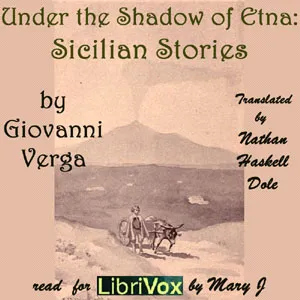 Under the Shadow of Etna:
Sicilian Stories
by
Giovanni
Verga
Translated
by
Nathan
Haskell
Dole
read for LibriVox by Mary J